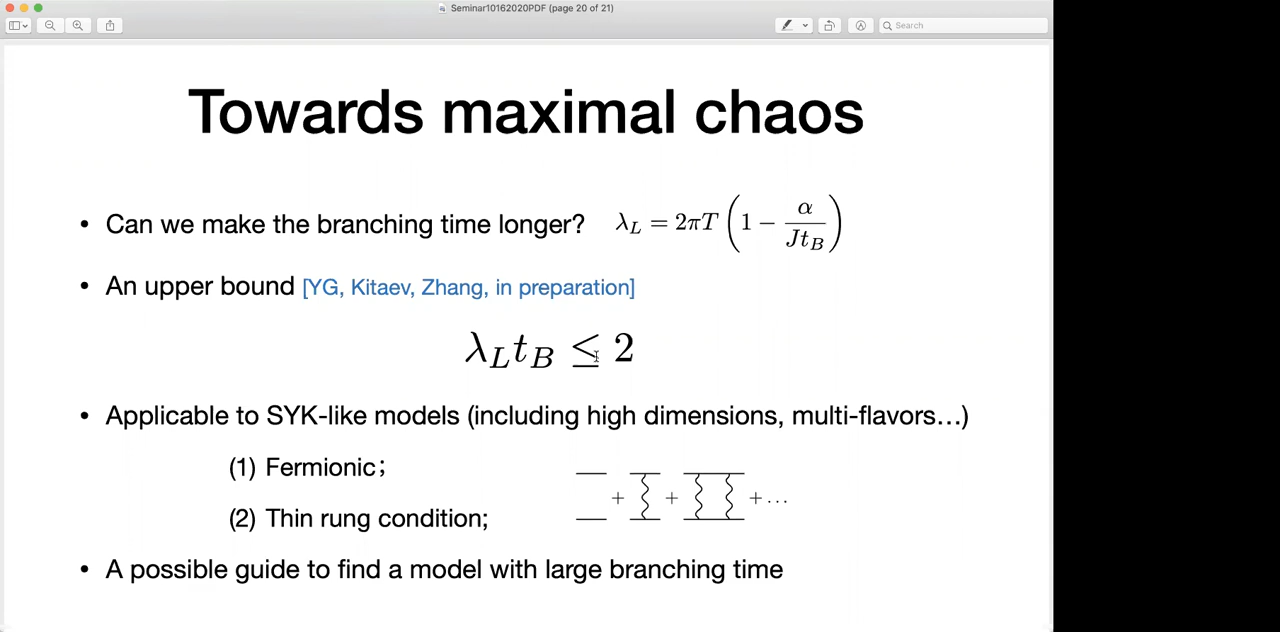 Seminar10162020PDF (page 20 of 21)
Search
Towards maximal chaos
• Can we make the branching time longer? λ_L = 2πT (1 − α/(Jt_B))
• An upper bound [YG, Kitaev, Zhang, in preparation]
λ_L t_B ≤ 2
• Applicable to SYK-like models (including high dimensions, multi-flavors…)
(1) Fermionic；
(2) Thin rung condition;
+ + + ⋯
• A possible guide to find a model with large branching time